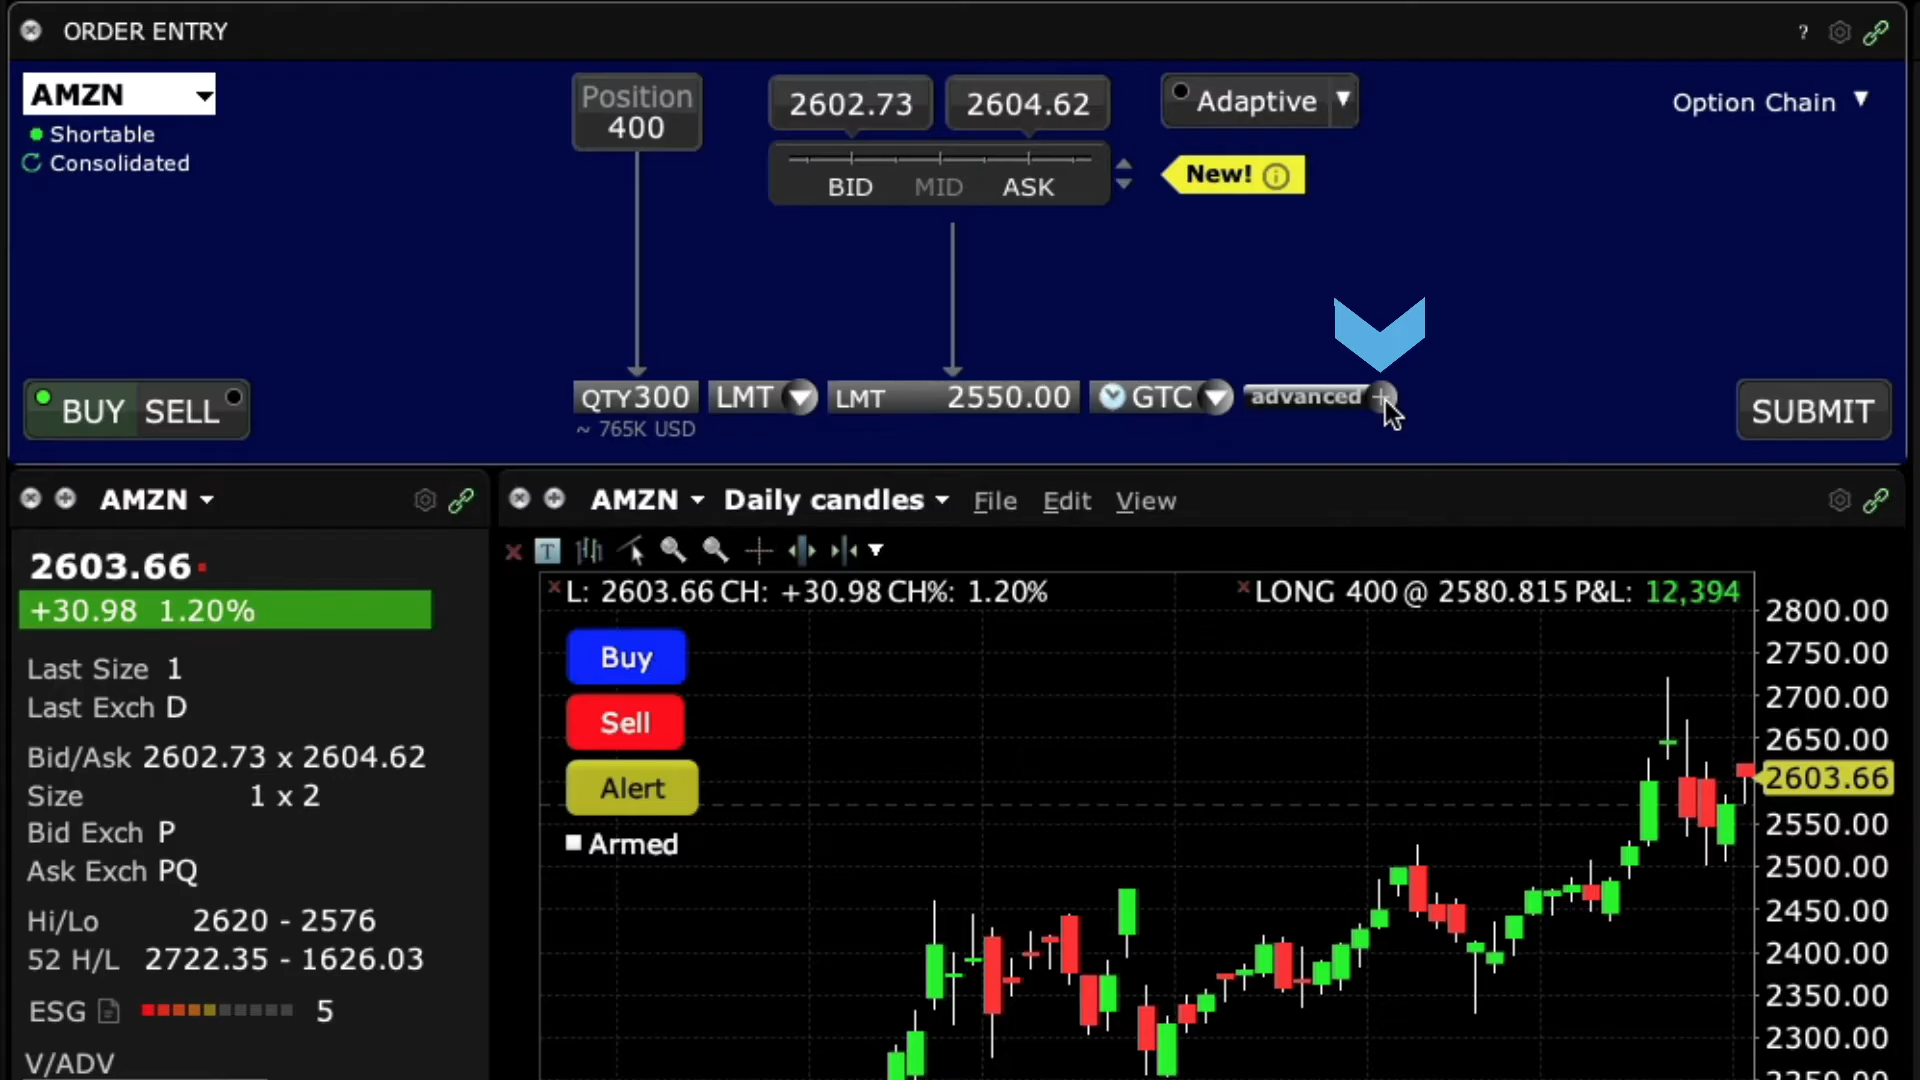 ORDER ENTRY
?
AMZN
Shortable
Consolidated
Position
400
2602.73
2604.62
Adaptive
Option Chain
BID MID ASK
New!
BUY SELL
QTY300
~ 765K USD
LMT
LMT 2550.00
GTC
advanced
SUBMIT
AMZN
2603.66
+30.98 1.20%
Last Size 1
Last Exch D
Bid/Ask 2602.73 x 2604.62
Size 1 x 2
Bid Exch P
Ask Exch PQ
Hi/Lo 2620 - 2576
52 H/L 2722.35 - 1626.03
ESG 5
V/ADV
AMZN Daily candles File Edit View
T
L: 2603.66 CH: +30.98 CH%: 1.20%
LONG 400 @ 2580.815 P&L: 12,394
Buy
Sell
Alert
Armed
2800.00
2750.00
2700.00
2650.00
2603.66
2550.00
2500.00
2450.00
2400.00
2350.00
2300.00